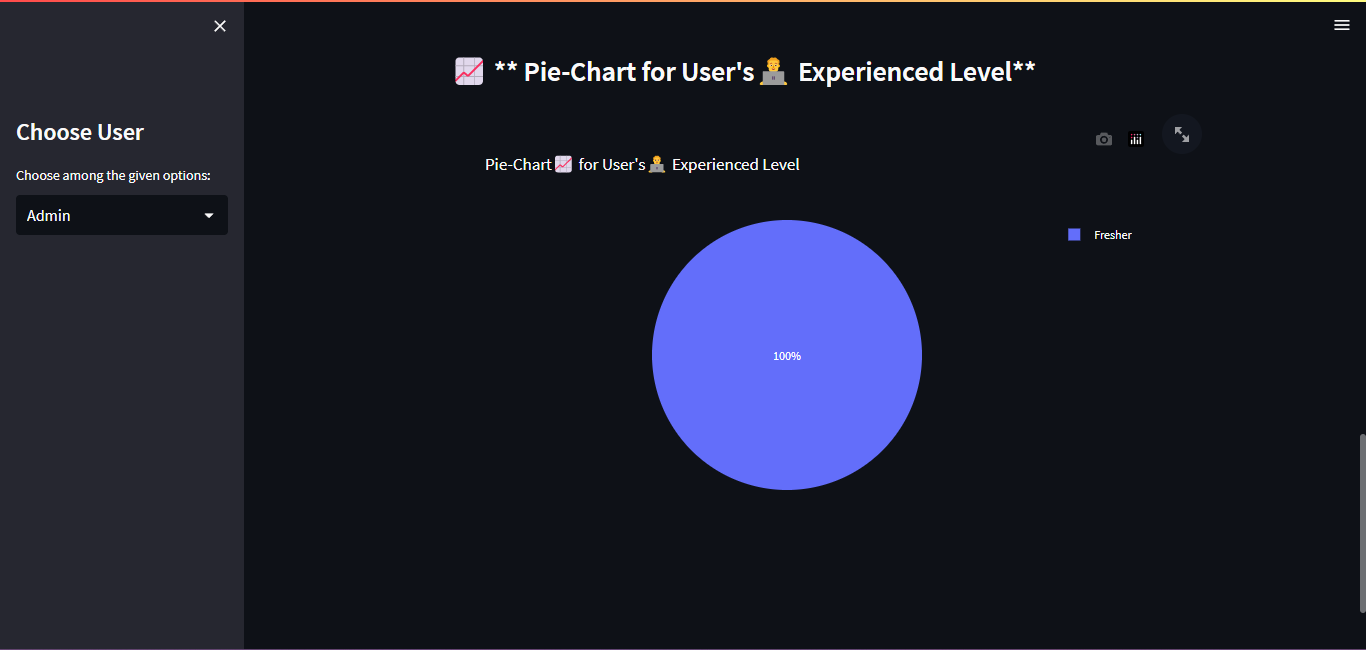 Choose User
Choose among the given options:
Admin
📈 ** Pie-Chart for User's👨‍💻 Experienced Level**
Pie-Chart📈 for User's👨‍💻 Experienced Level
Fresher
100%